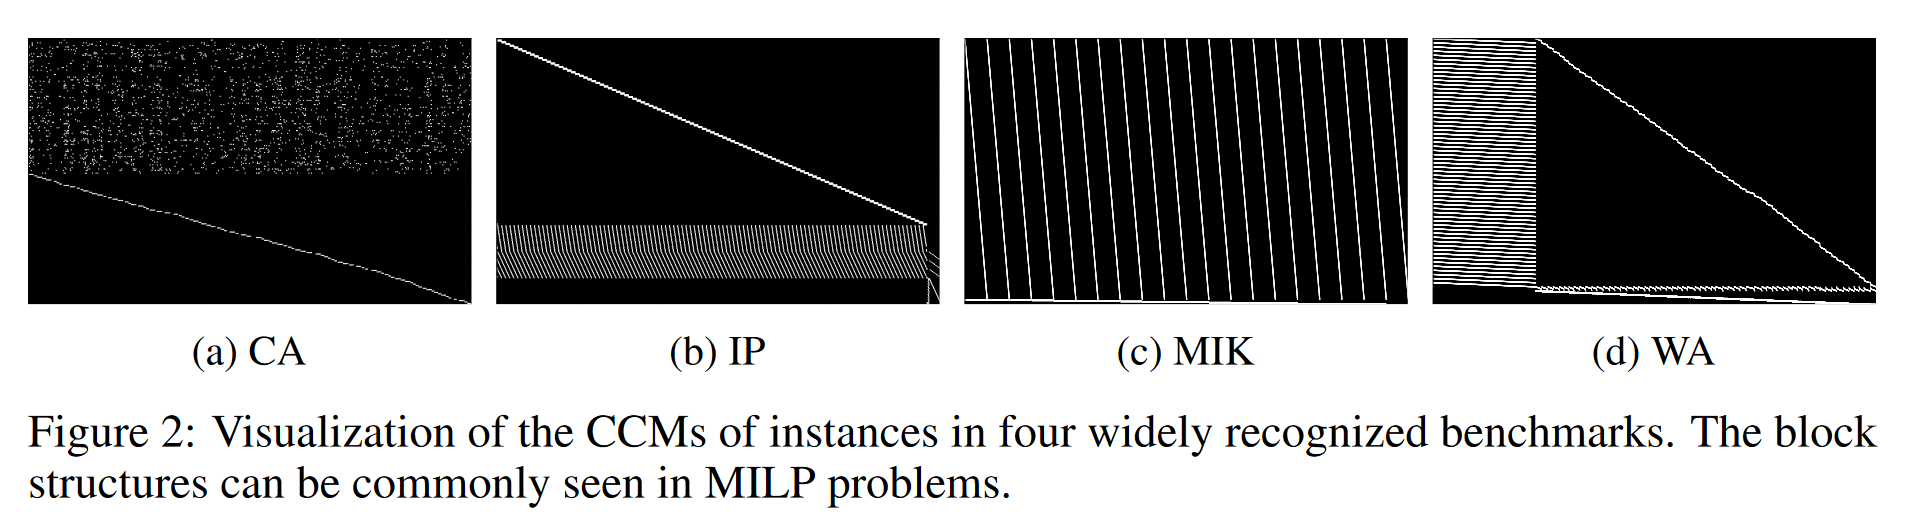 (a) CA
(b) IP
(c) MIK
(d) WA
Figure 2: Visualization of the CCMs of instances in four widely recognized benchmarks. The block
structures can be commonly seen in MILP problems.